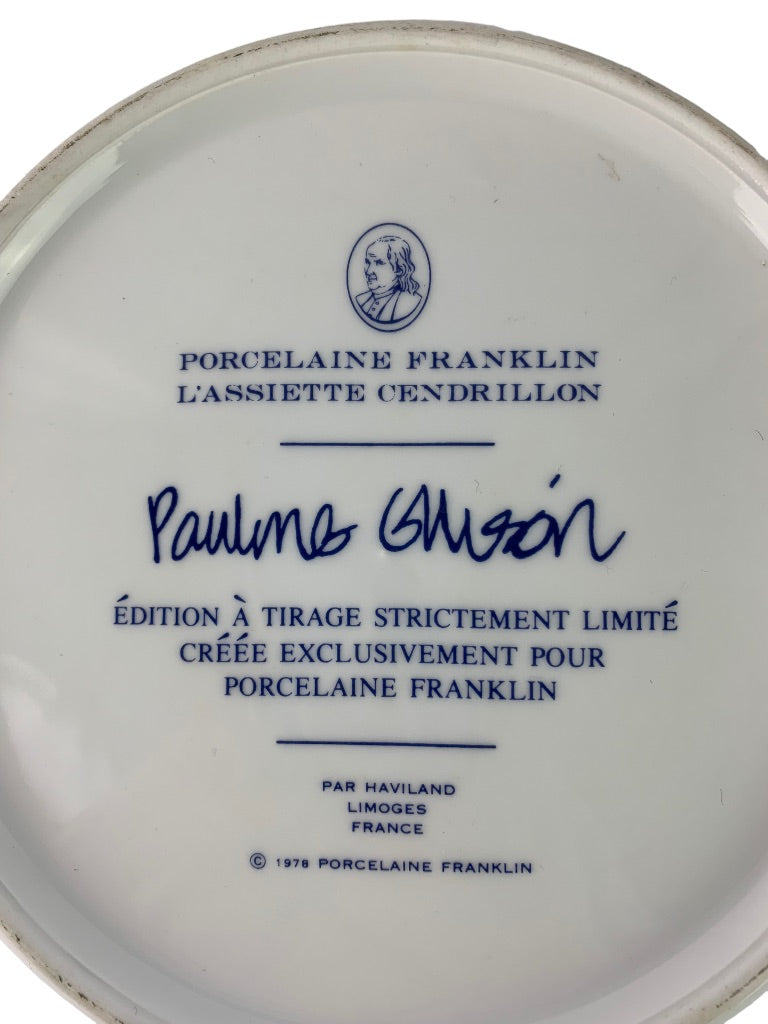 PORCELAINE FRANKLIN
L'ASSIETTE CENDRILLON
Pauline Ellison
ÉDITION À TIRAGE STRICTEMENT LIMITÉ
CRÉÉE EXCLUSIVEMENT POUR
PORCELAINE FRANKLIN
PAR HAVILAND
LIMOGES
FRANCE
© 1978 PORCELAINE FRANKLIN